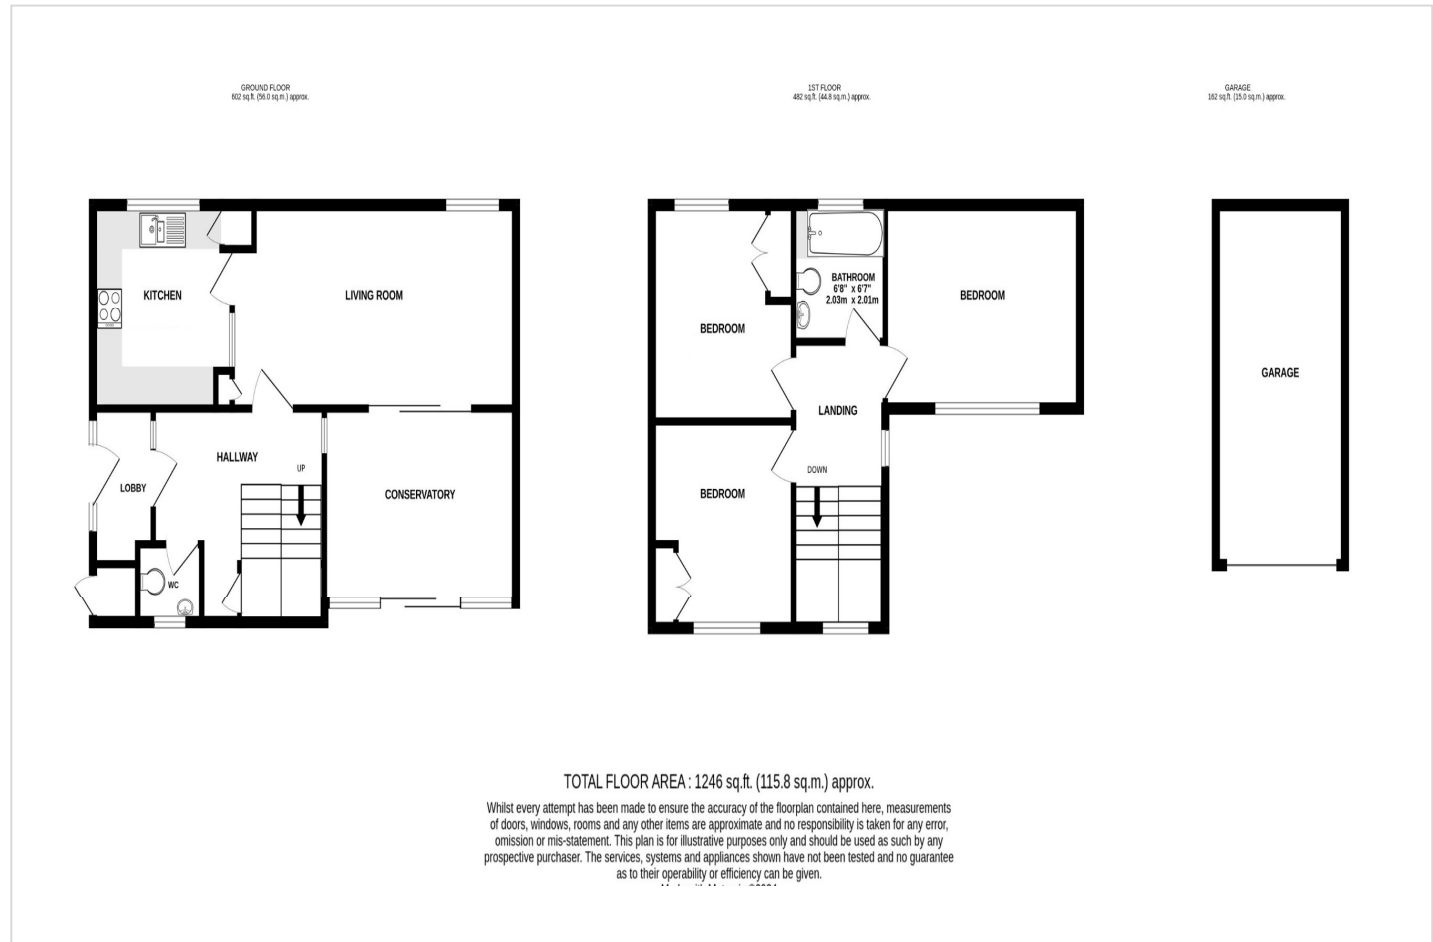 GROUND FLOOR
602 sq.ft. (56.0 sq.m.) approx.
1ST FLOOR
482 sq.ft. (44.8 sq.m.) approx.
GARAGE
162 sq.ft. (15.0 sq.m.) approx.
KITCHEN
LIVING ROOM
HALLWAY
UP
LOBBY
CONSERVATORY
WC
BEDROOM
BATHROOM
6'8" x 6'7"
2.03m x 2.01m
BEDROOM
LANDING
DOWN
BEDROOM
GARAGE
TOTAL FLOOR AREA : 1246 sq.ft. (115.8 sq.m.) approx.
Whilst every attempt has been made to ensure the accuracy of the floorplan contained here, measurements
of doors, windows, rooms and any other items are approximate and no responsibility is taken for any error,
omission or mis-statement. This plan is for illustrative purposes only and should be used as such by any
prospective purchaser. The services, systems and appliances shown have not been tested and no guarantee
as to their operability or efficiency can be given.